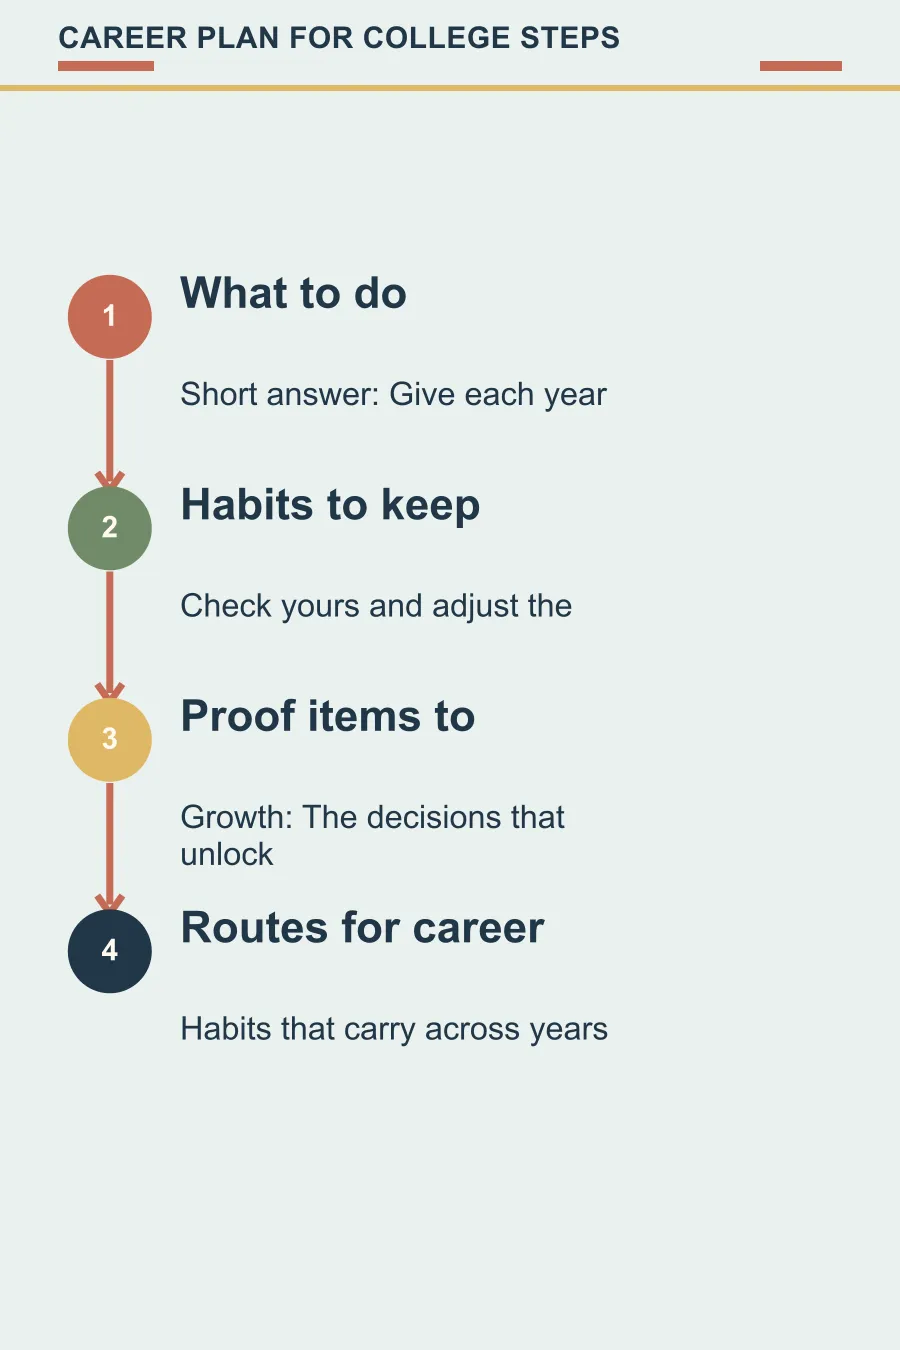 CAREER PLAN FOR COLLEGE STEPS
1
What to do
Short answer: Give each year
2
Habits to keep
Check yours and adjust the
3
Proof items to
Growth: The decisions that
unlock
4
Routes for career
Habits that carry across years